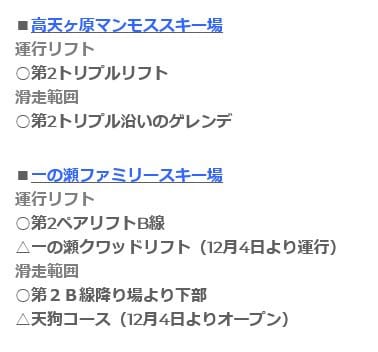 ■高天ヶ原マンモススキー場
運行リフト
○第2トリプルリフト
滑走範囲
○第2トリプル沿いのゲレンデ
■一の瀬ファミリースキー場
運行リフト
○第2ペアリフトB線
△一の瀬クワッドリフト（12月4日より運行）
滑走範囲
○第２Ｂ線降り場より下部
△天狗コース（12月4日よりオープン）